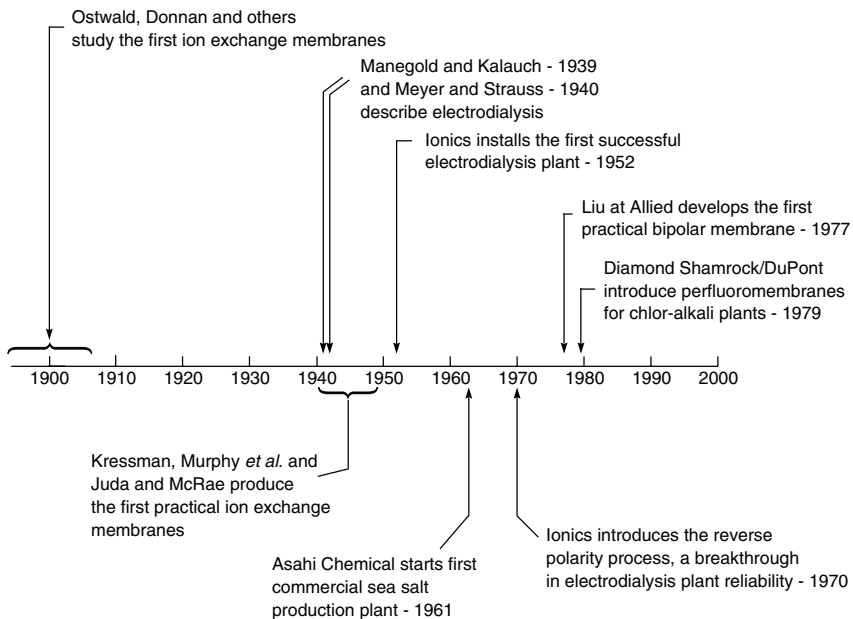 Ostwald, Donnan and others
study the first ion exchange membranes
Manegold and Kalauch - 1939
and Meyer and Strauss - 1940
describe electrodialysis
Ionics installs the first successful
electrodialysis plant - 1952
Liu at Allied develops the first
practical bipolar membrane - 1977
Diamond Shamrock/DuPont
introduce perfluoromembranes
for chlor-alkali plants - 1979
1900 1910 1920 1930 1940 1950 1960 1970 1980 1990 2000
Kressman, Murphy et al. and
Juda and McRae produce
the first practical ion exchange
membranes
Asahi Chemical starts first
commercial sea salt
production plant - 1961
Ionics introduces the reverse
polarity process, a breakthrough
in electrodialysis plant reliability - 1970